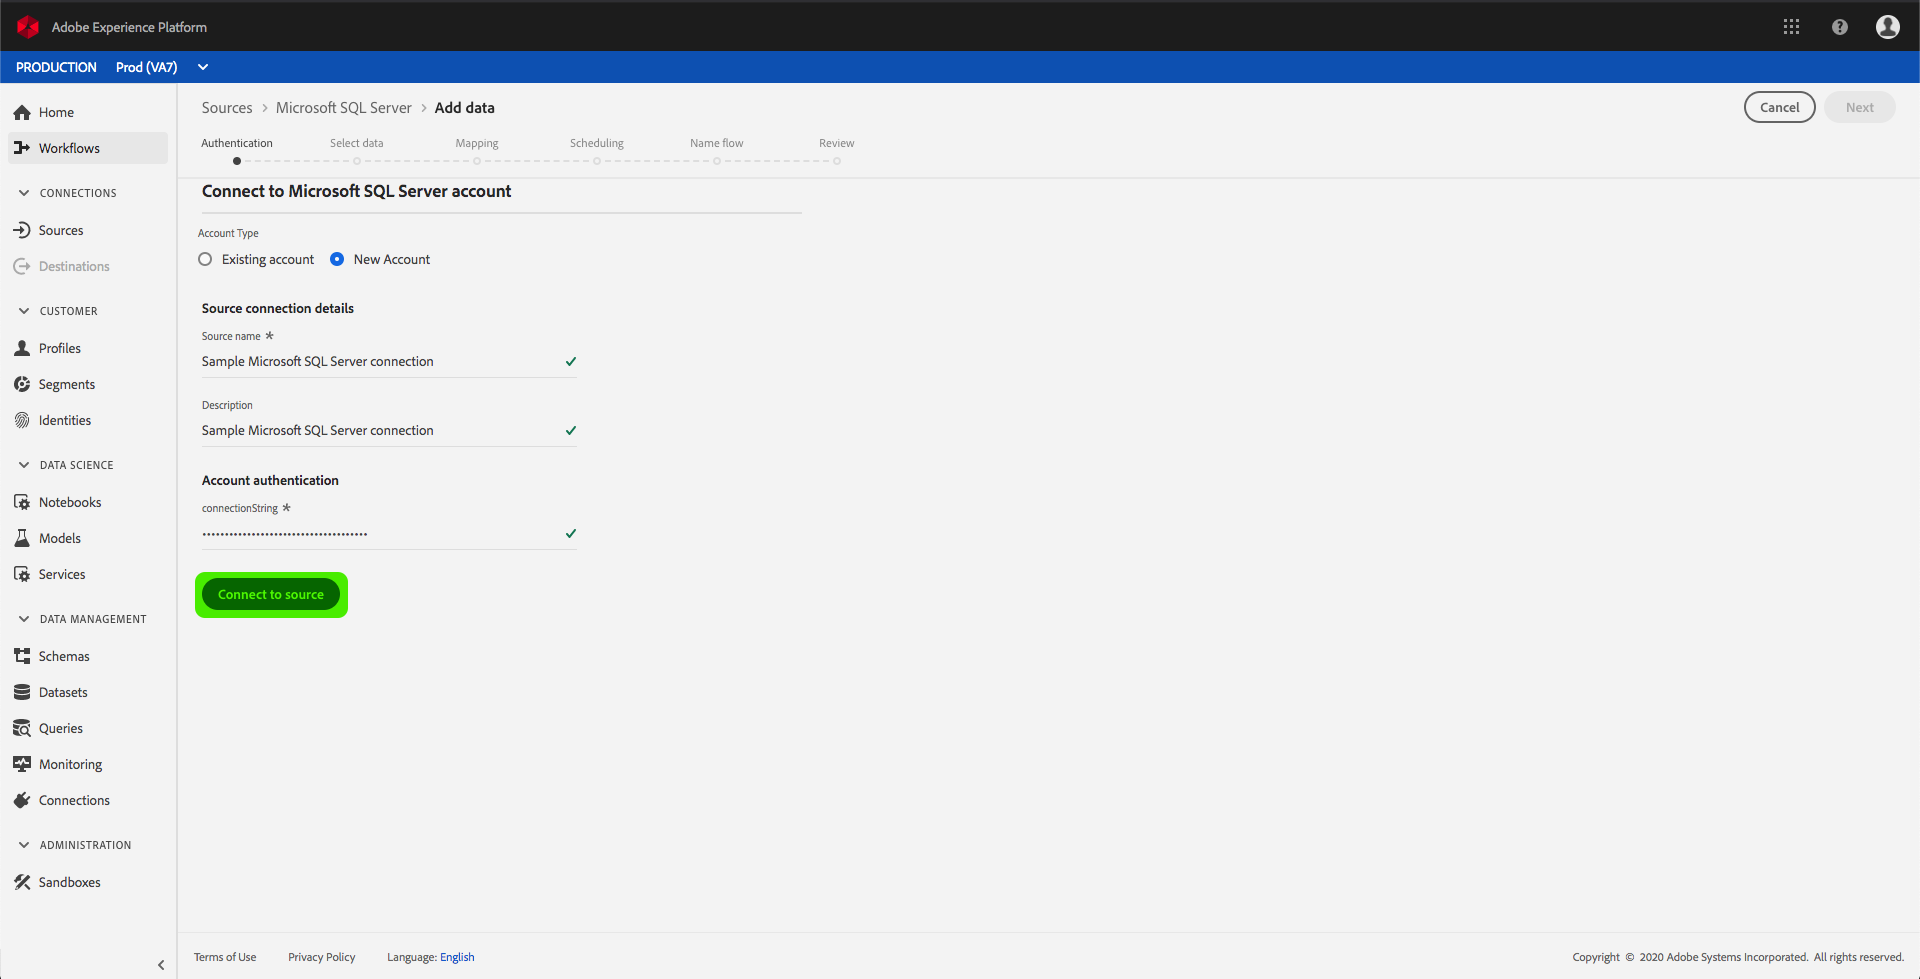 Adobe Experience Platform
PRODUCTION Prod (VA7)
Home
Workflows
CONNECTIONS
Sources
Destinations
CUSTOMER
Profiles
Segments
Identities
DATA SCIENCE
Notebooks
Models
Services
DATA MANAGEMENT
Schemas
Datasets
Queries
Monitoring
Connections
ADMINISTRATION
Sandboxes
Sources > Microsoft SQL Server > Add data
Cancel Next
Authentication Select data Mapping Scheduling Name flow Review
Connect to Microsoft SQL Server account
Account Type
Existing account New Account
Source connection details
Source name *
Sample Microsoft SQL Server connection
Description
Sample Microsoft SQL Server connection
Account authentication
connectionString *
•••••••••••••••••••••••••••••••••••••
Connect to source
Terms of Use Privacy Policy Language: English
Copyright © 2020 Adobe Systems Incorporated. All rights reserved.